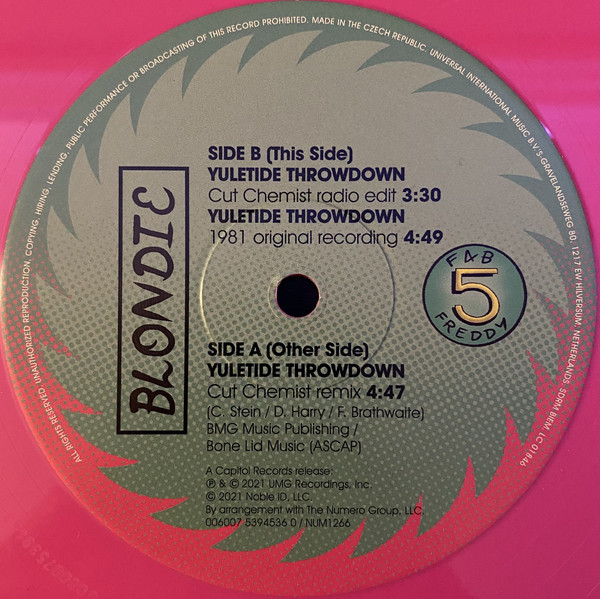 ALL RIGHTS RESERVED. UNAUTHORIZED REPRODUCTION, COPYING, HIRING, LENDING, PUBLIC PERFORMANCE OR BROADCASTING OF THIS RECORD PROHIBITED. MADE IN THE CZECH REPUBLIC. UNIVERSAL INTERNATIONAL MUSIC B.V'S-GRAVELANDSEWEG 80, 1217 EW HILVERSUM, NETHERLANDS. SDRM BIEM. LC 01846
BLONDIE
SIDE B (This Side)
YULETIDE THROWDOWN
Cut Chemist radio edit 3:30
YULETIDE THROWDOWN
1981 original recording 4:49
FAB
5
FREDDY
SIDE A (Other Side)
YULETIDE THROWDOWN
Cut Chemist remix 4:47
(C. Stein / D. Harry / F. Brathwaite)
BMG Music Publishing /
Bone Lid Music (ASCAP)
A Capitol Records release;
℗ & © 2021 UMG Recordings, Inc.
© 2021 Noble ID, LLC.
By arrangement with The Numero Group, LLC.
006007 5394536 0 / NUM1266